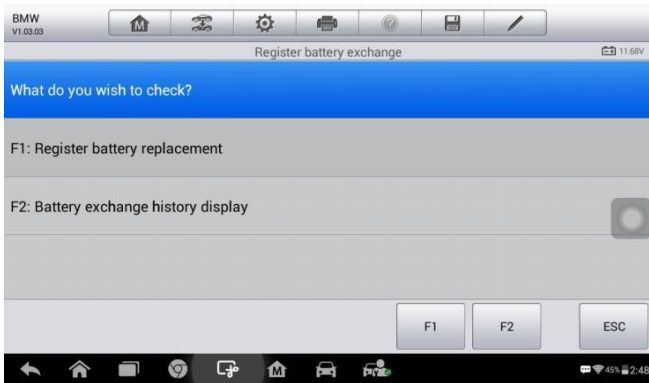 BMW
V1.03.03
Register battery exchange
11.68V
What do you wish to check?
F1: Register battery replacement
F2: Battery exchange history display
F1
F2
ESC
45%
2:48